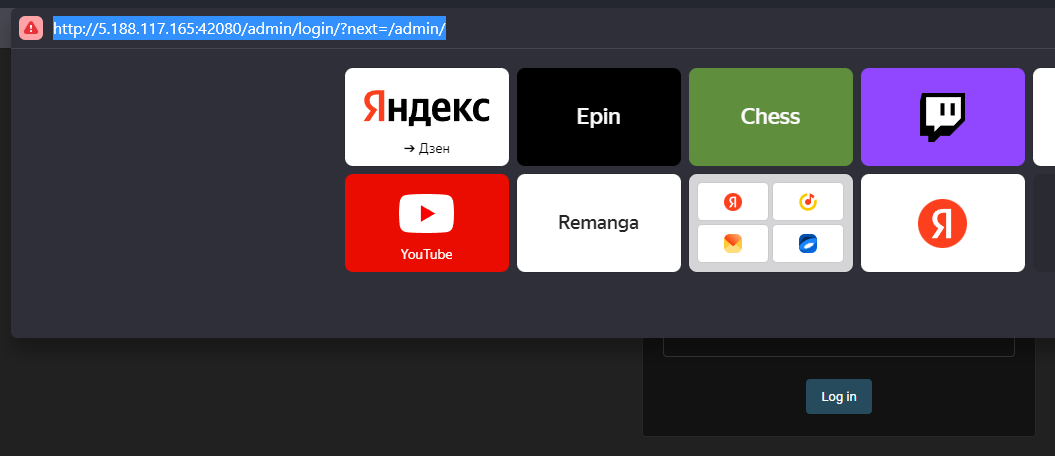 http://5.188.117.165:42080/admin/login/?next=/admin/
Яндекс
➔ Дзен
Epin
Chess
YouTube
Remanga
Я
Я
Log in